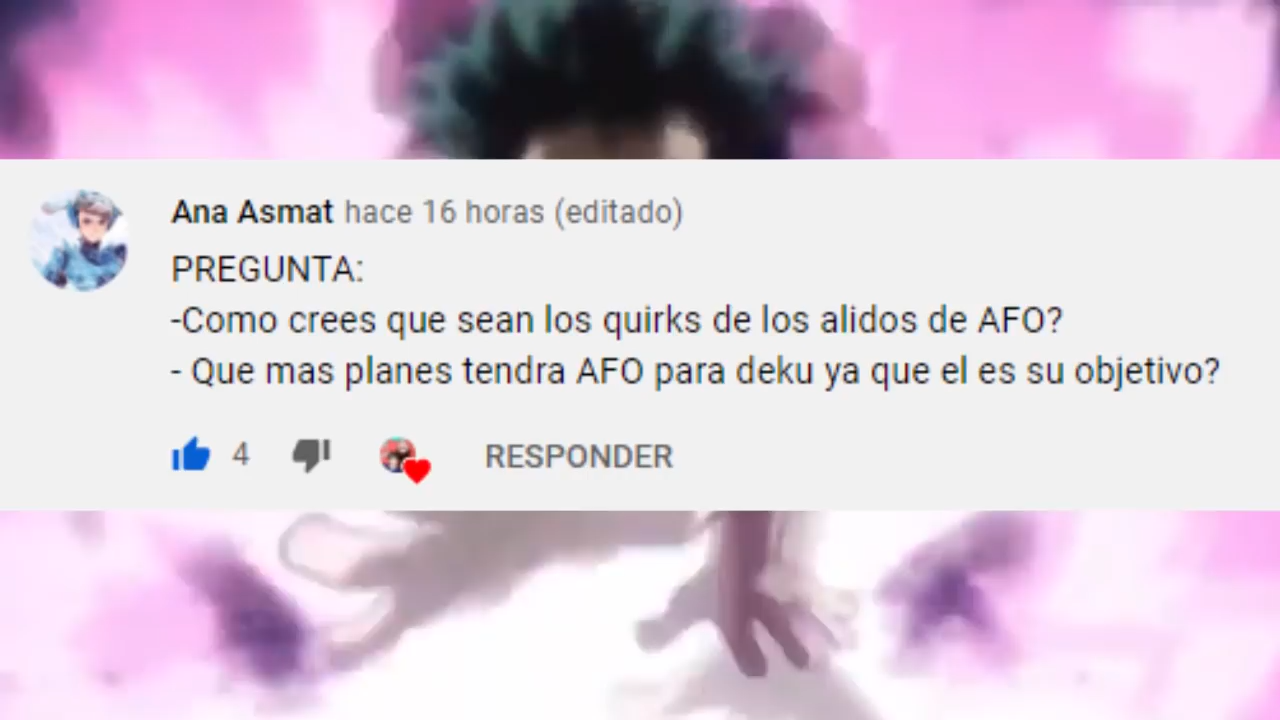 Ana Asmat hace 16 horas (editado)
PREGUNTA:
-Como crees que sean los quirks de los alidos de AFO?
- Que mas planes tendra AFO para deku ya que el es su objetivo?
4 RESPONDER